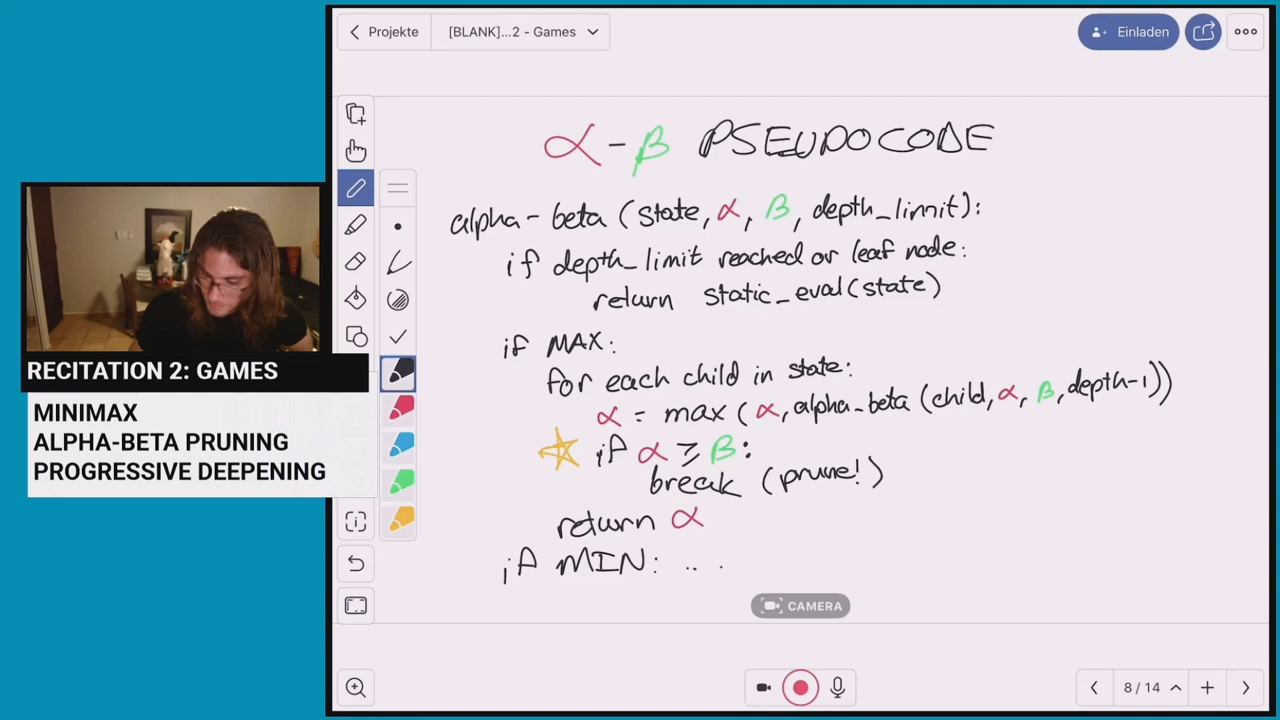 Projekte
[BLANK]...2 - Games
Einladen
α-β PSEUDOCODE
alpha-beta (state, α, β, depth_limit):
if depth_limit reached or leaf node:
return static_eval(state)
if MAX:
for each child in state:
α = max(α, alpha_beta (child, α, β, depth-1))
if α ≥ β:
break (prune!)
return α
if MIN: ....
RECITATION 2: GAMES
MINIMAX
ALPHA-BETA PRUNING
PROGRESSIVE DEEPENING
CAMERA
8 / 14